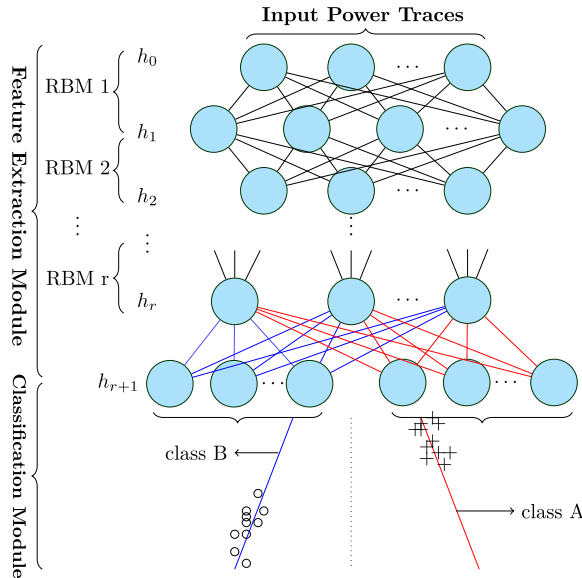 Input Power Traces
Feature Extraction Module
RBM 1
h0
h1
RBM 2
h2
⋯
⋮
RBM r
hr
hr+1
Classification Module
class B
class A